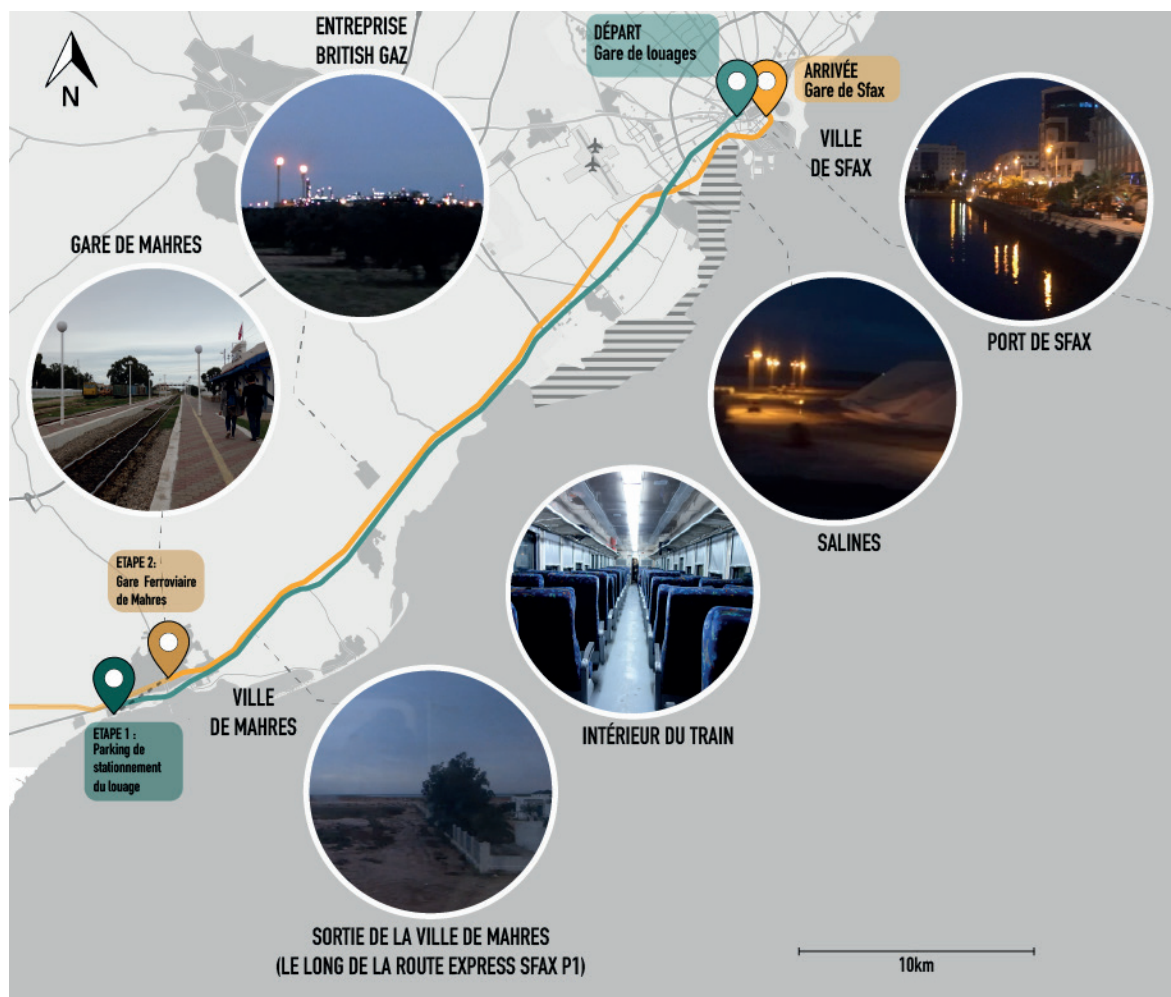 ENTREPRISE
BRITISH GAZ
DÉPART
Gare de louages
ARRIVÉE
Gare de Sfax
N
VILLE
DE SFAX
GARE DE MAHRES
PORT DE SFAX
SALINES
ETAPE 2:
Gare Ferroviaire
de Mahres
VILLE
DE MAHRES
INTÉRIEUR DU TRAIN
ETAPE 1 :
Parking de
stationnement
du louage
SORTIE DE LA VILLE DE MAHRES
(LE LONG DE LA ROUTE EXPRESS SFAX P1)
10km